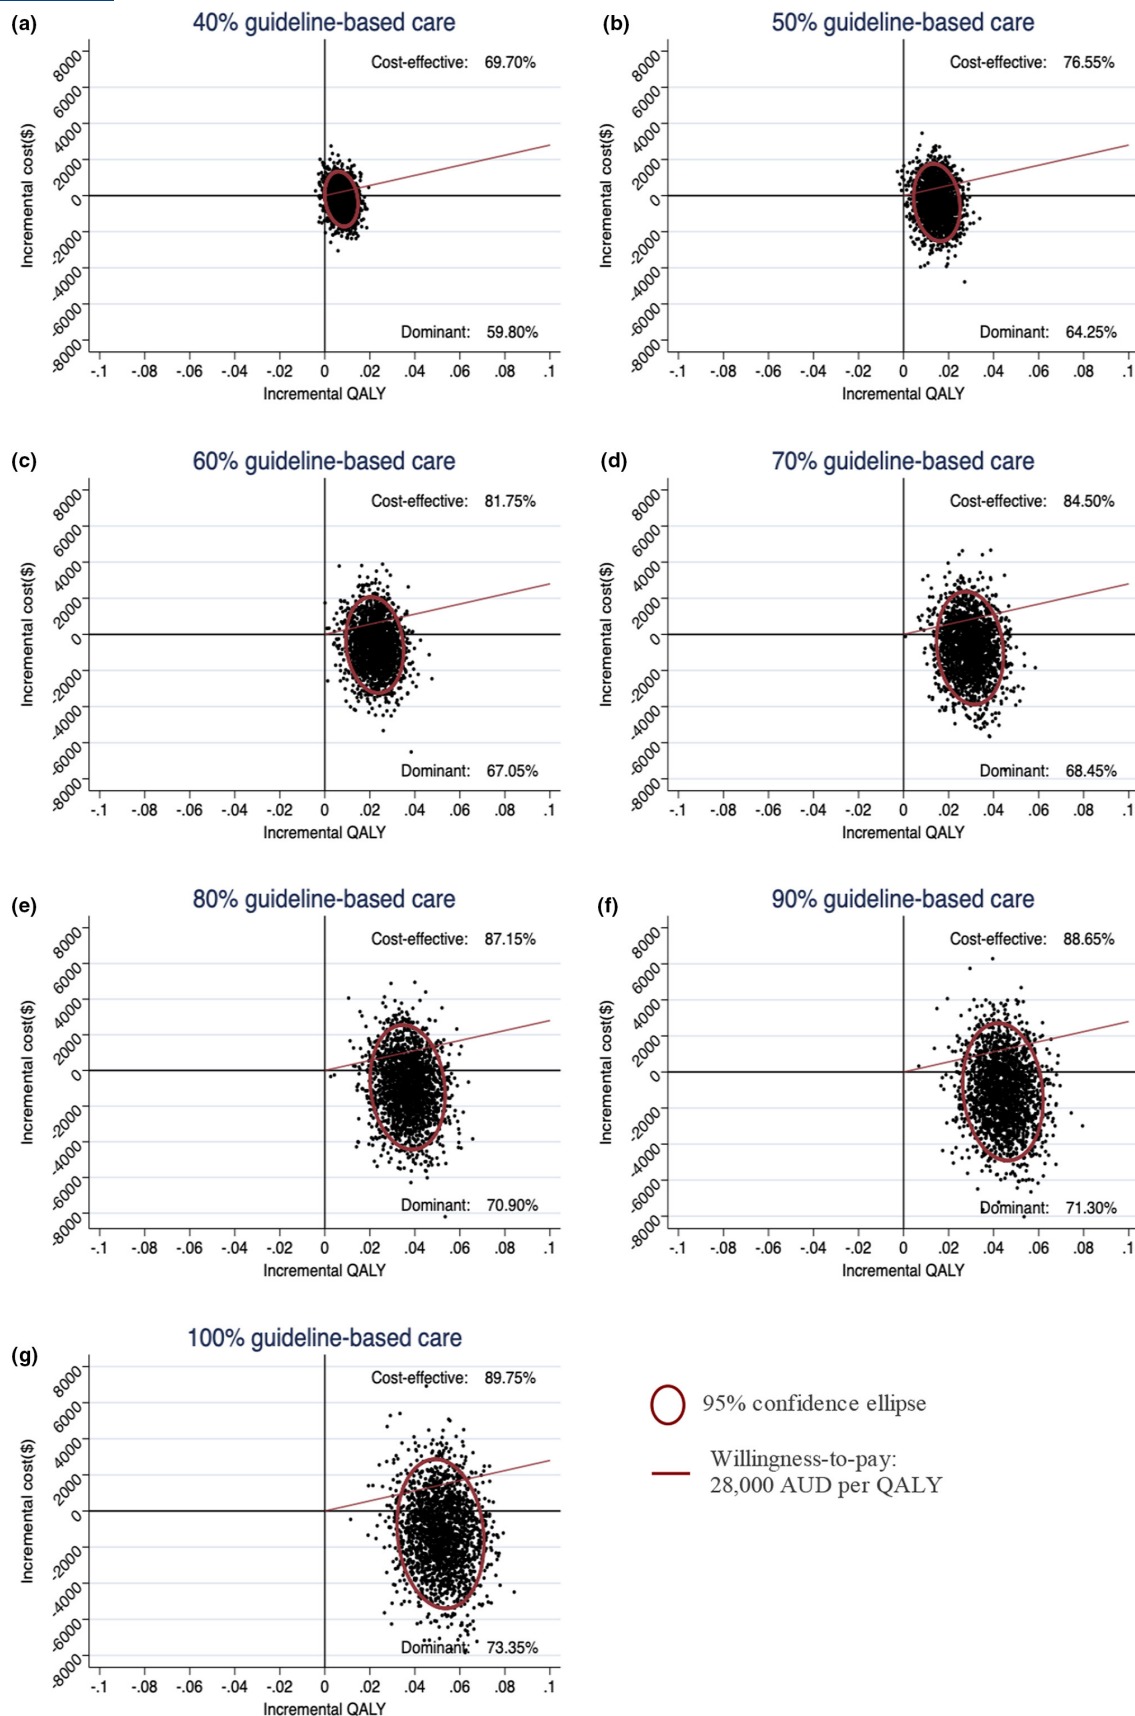 (a) 40% guideline-based care
Cost-effective: 69.70%
8000
6000
4000
2000
0
-2000
-4000
-6000
-8000
Incremental cost($)
Dominant: 59.80%
-.1 -.08 -.06 -.04 -.02 0 .02 .04 .06 .08 .1
Incremental QALY
(b) 50% guideline-based care
Cost-effective: 76.55%
8000
6000
4000
2000
0
-2000
-4000
-6000
-8000
Incremental cost($)
Dominant: 64.25%
-.1 -.08 -.06 -.04 -.02 0 .02 .04 .06 .08 .1
Incremental QALY
(c) 60% guideline-based care
Cost-effective: 81.75%
8000
6000
4000
2000
0
-2000
-4000
-6000
-8000
Incremental cost($)
Dominant: 67.05%
-.1 -.08 -.06 -.04 -.02 0 .02 .04 .06 .08 .1
Incremental QALY
(d) 70% guideline-based care
Cost-effective: 84.50%
8000
6000
4000
2000
0
-2000
-4000
-6000
-8000
Incremental cost($)
Dominant: 68.45%
-.1 -.08 -.06 -.04 -.02 0 .02 .04 .06 .08 .1
Incremental QALY
(e) 80% guideline-based care
Cost-effective: 87.15%
8000
6000
4000
2000
0
-2000
-4000
-6000
-8000
Incremental cost($)
Dominant: 70.90%
-.1 -.08 -.06 -.04 -.02 0 .02 .04 .06 .08 .1
Incremental QALY
(f) 90% guideline-based care
Cost-effective: 88.65%
8000
6000
4000
2000
0
-2000
-4000
-6000
-8000
Incremental cost($)
Dominant: 71.30%
-.1 -.08 -.06 -.04 -.02 0 .02 .04 .06 .08 .1
Incremental QALY
(g) 100% guideline-based care
Cost-effective: 89.75%
8000
6000
4000
2000
0
-2000
-4000
-6000
-8000
Incremental cost($)
Dominant: 73.35%
-.1 -.08 -.06 -.04 -.02 0 .02 .04 .06 .08 .1
Incremental QALY
95% confidence ellipse
Willingness-to-pay:
28,000 AUD per QALY